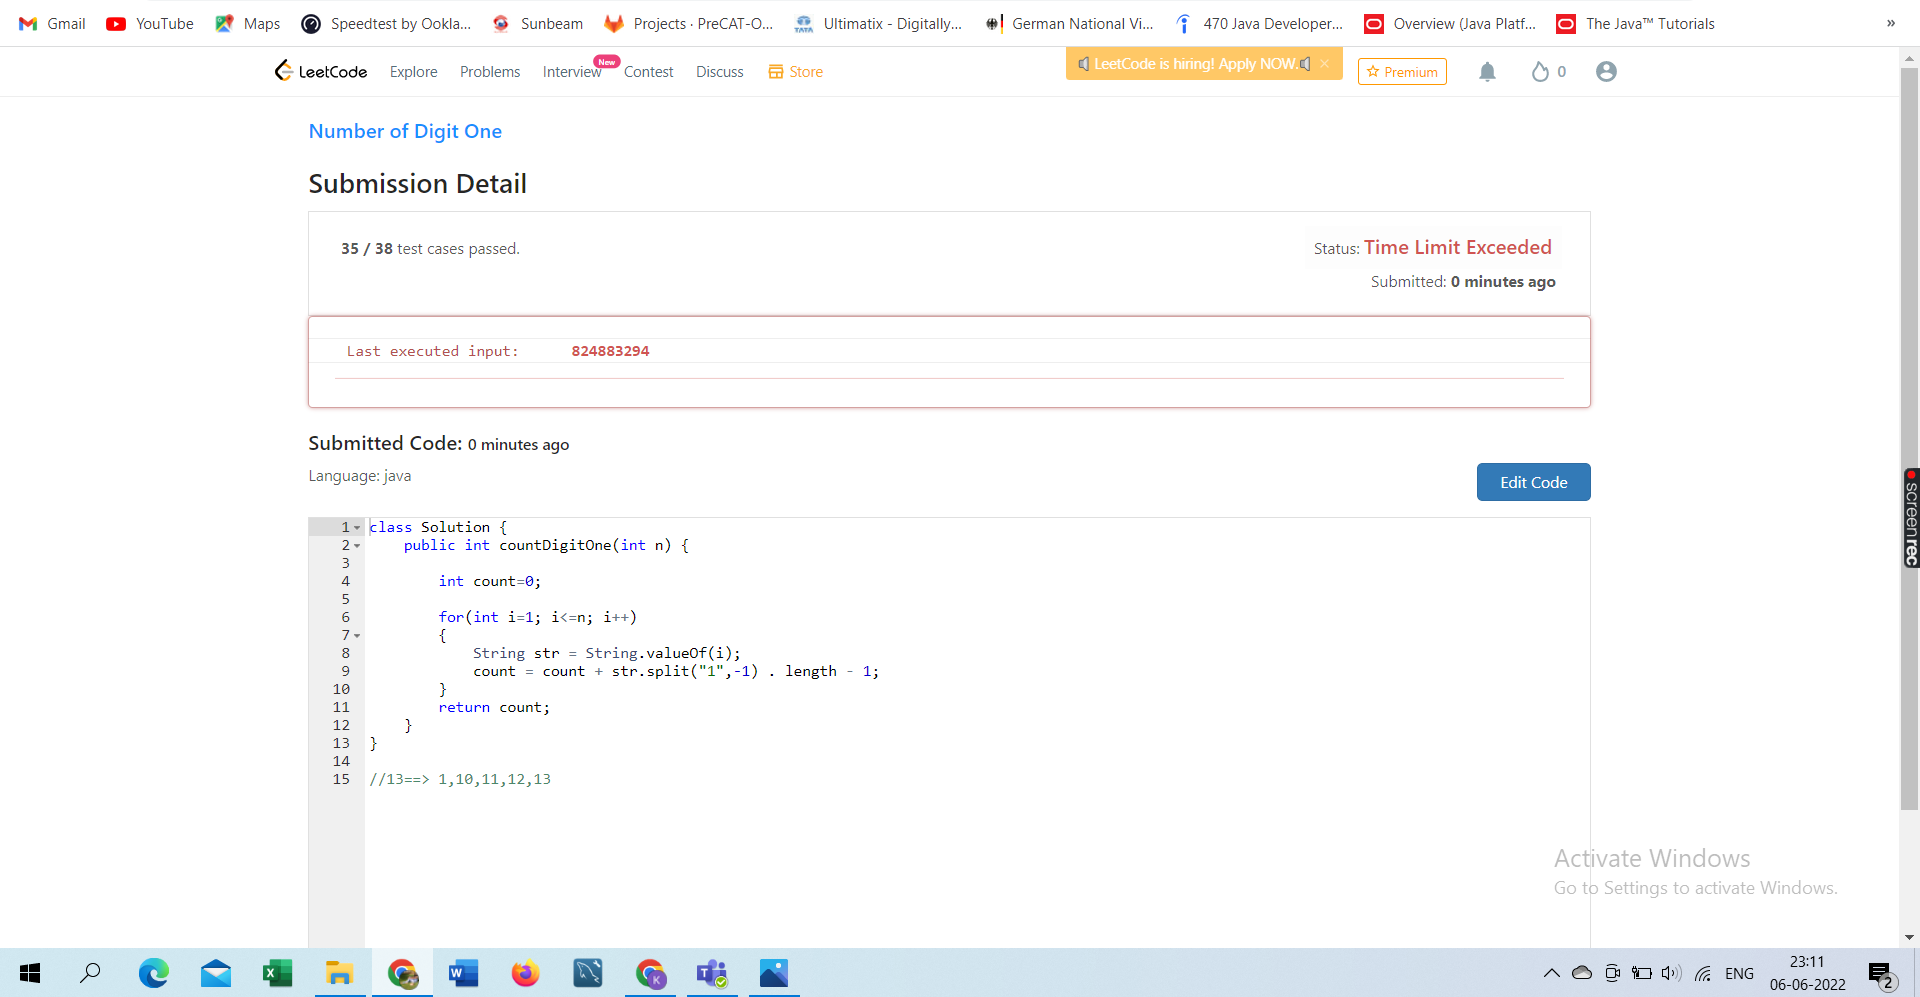 Gmail YouTube Maps Speedtest by Ookla... Sunbeam Projects · PreCAT-O... Ultimatix - Digitally... German National Vi... 470 Java Developer... Overview (Java Platf... The Java™ Tutorials »
LeetCode Explore Problems Interview New Contest Discuss Store LeetCode is hiring! Apply NOW. × Premium 0
Number of Digit One
Submission Detail
35 / 38 test cases passed.
Status: Time Limit Exceeded
Submitted: 0 minutes ago
Last executed input: 824883294
Submitted Code: 0 minutes ago
Language: java
Edit Code
1 class Solution {
2 public int countDigitOne(int n) {
3
4 int count=0;
5
6 for(int i=1; i<=n; i++)
7 {
8 String str = String.valueOf(i);
9 count = count + str.split("1",-1) . length - 1;
10 }
11 return count;
12 }
13 }
14
15 //13==> 1,10,11,12,13
screenrec
Activate Windows
Go to Settings to activate Windows.
ENG
23:11
06-06-2022
2